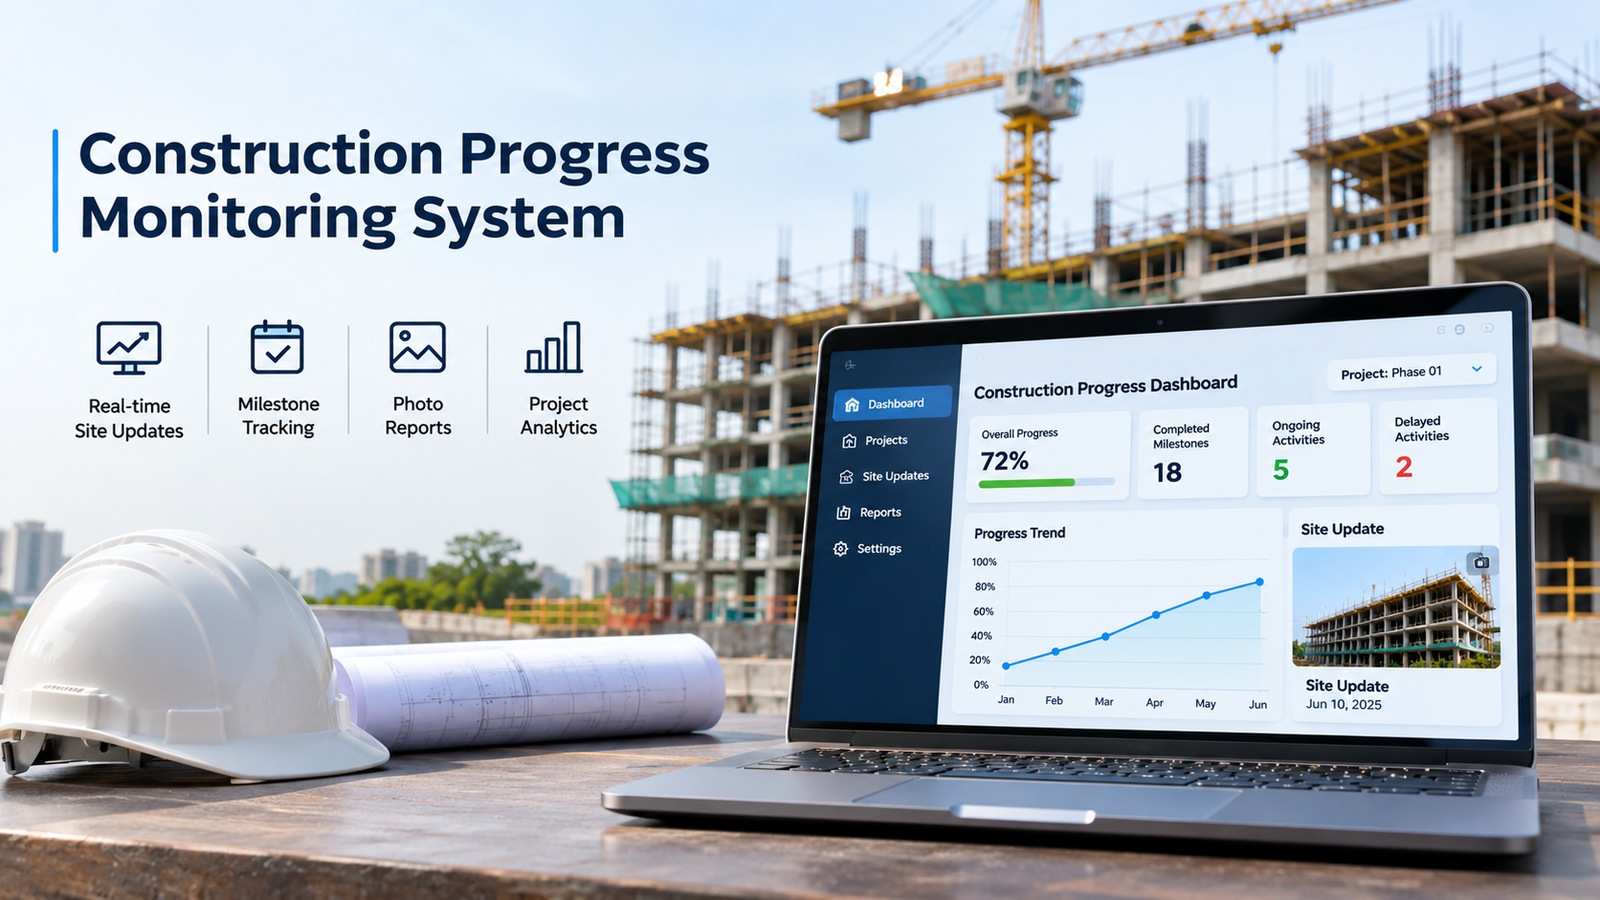 Construction Progress
Monitoring System
Real-time
Site Updates
Milestone
Tracking
Photo
Reports
Project
Analytics
Dashboard
Projects
Site Updates
Reports
Settings
Construction Progress Dashboard
Project: Phase 01
Overall Progress
72%
Completed
Milestones
18
Ongoing
Activities
5
Delayed
Activities
2
Progress Trend
100%
80%
60%
40%
20%
0%
Jan Feb Mar Apr May Jun
Site Update
Site Update
Jun 10, 2025